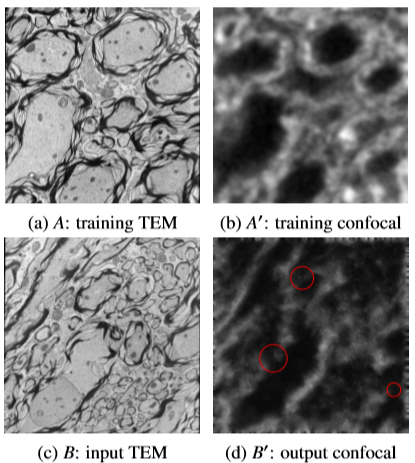 (a) A: training TEM
(b) A′: training confocal
(c) B: input TEM
(d) B′: output confocal